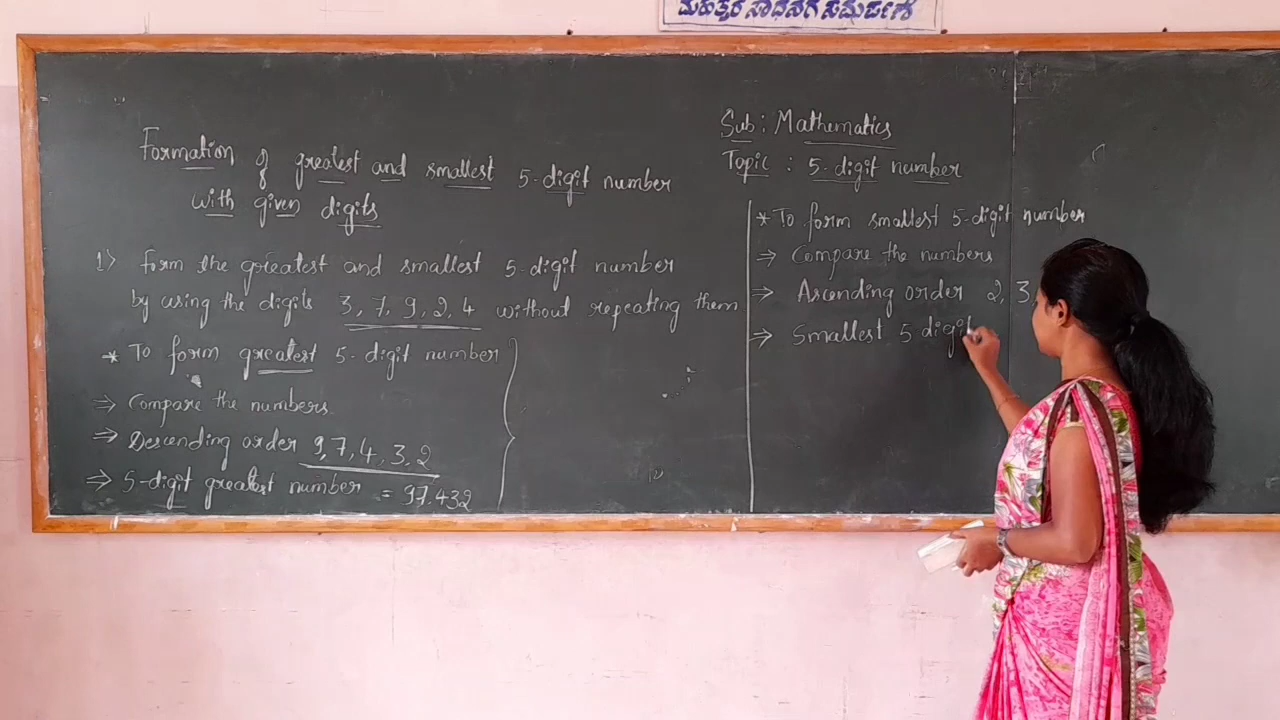 Formation of greatest and smallest 5-digit number
with given digits
1> Form the greatest and smallest 5-digit number
by using the digits 3, 7, 9, 2, 4 without repeating them
* To form greatest 5-digit number
⇒ Compare the numbers
⇒ Descending order 9, 7, 4, 3, 2
⇒ 5-digit greatest number = 97.432
Sub : Mathematics
Topic : 5-digit number
* To form smallest 5-digit number
⇒ Compare the numbers
⇒ Ascending order 2, 3,
⇒ Smallest 5 digit